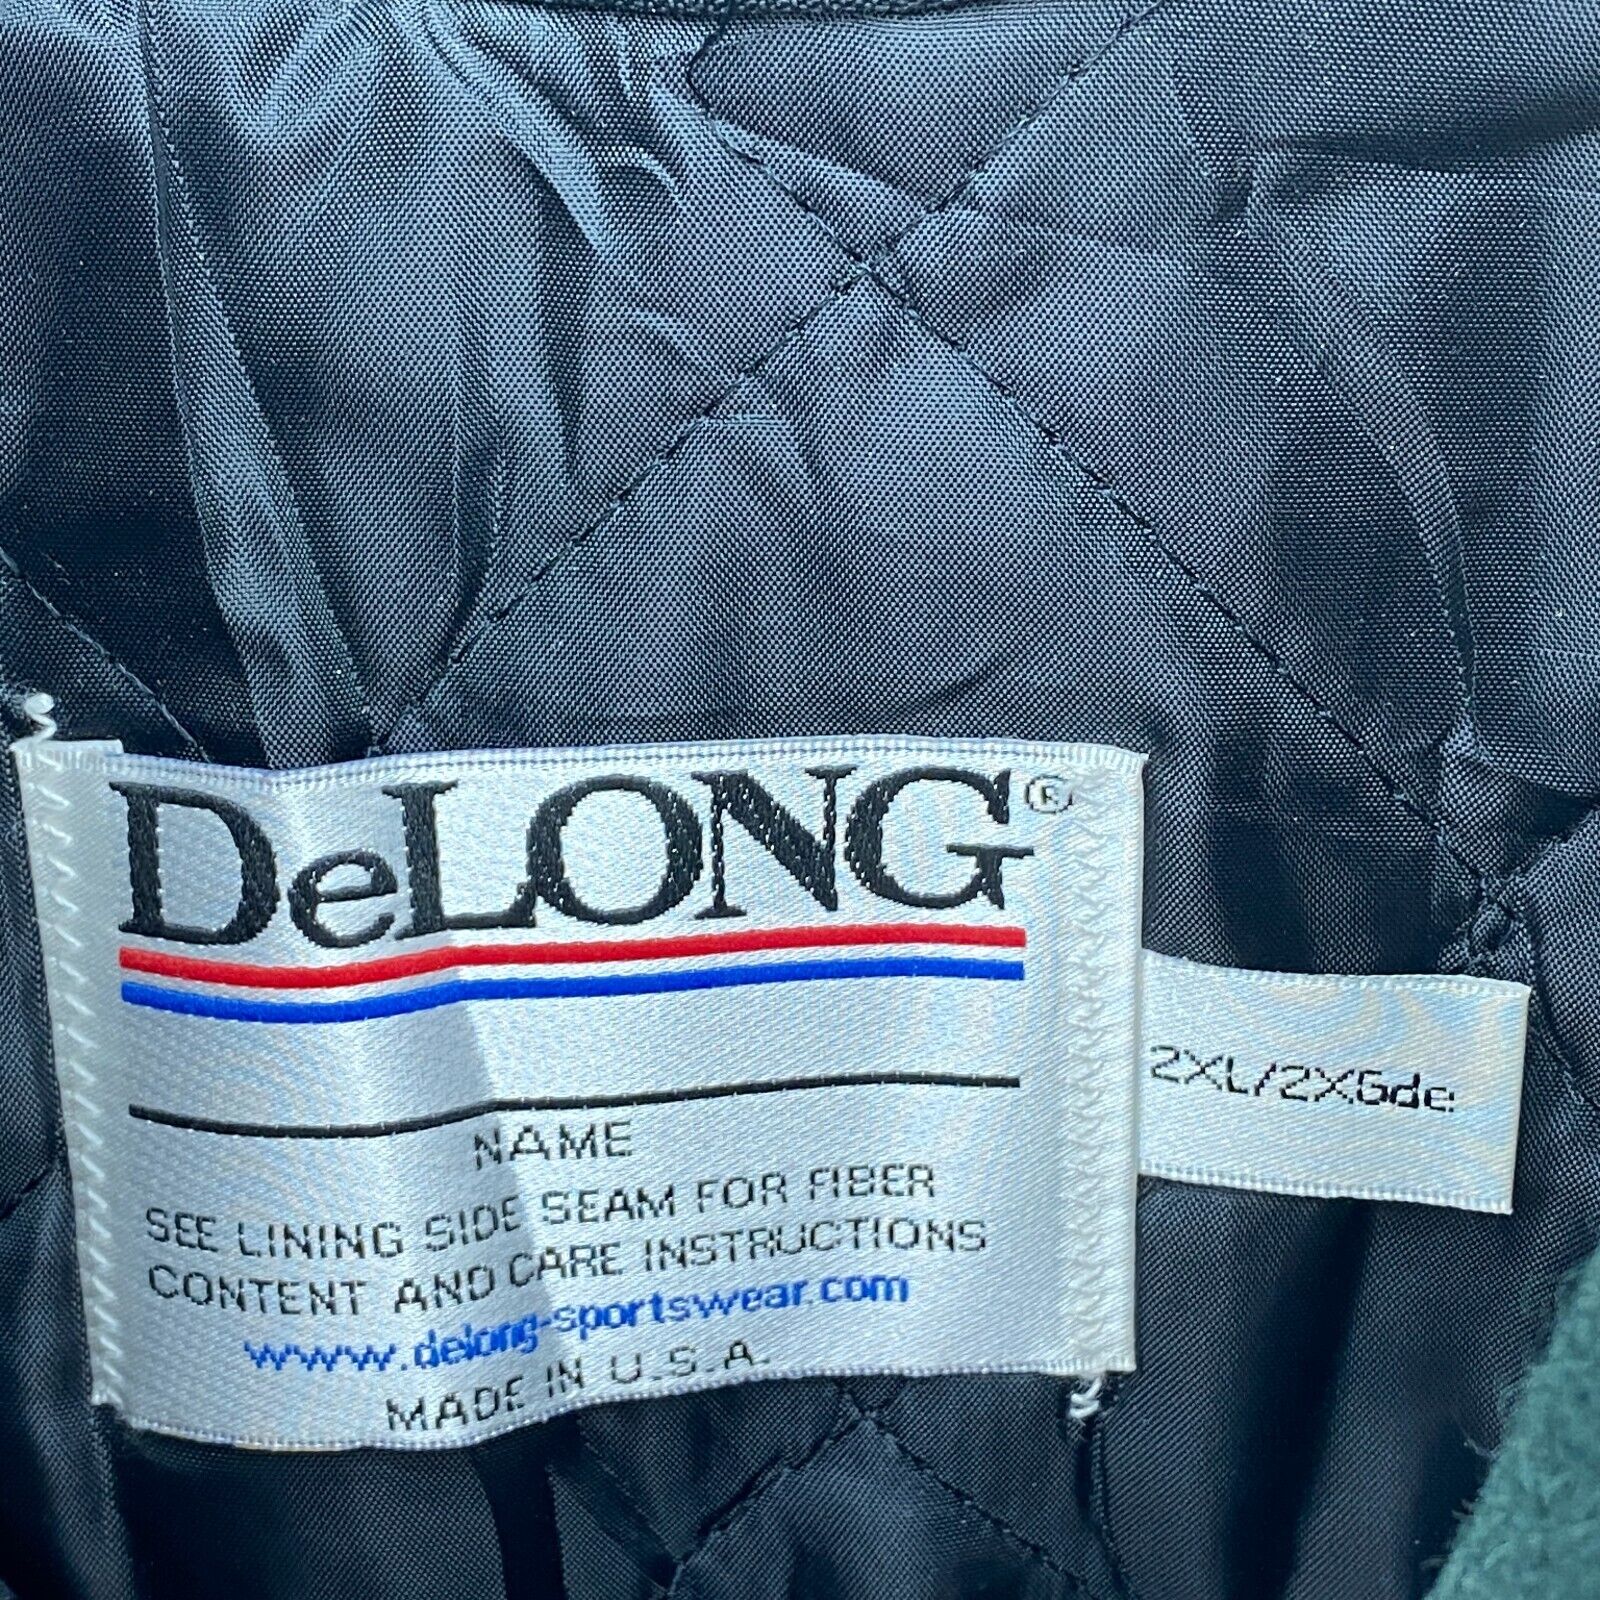 DeLONG®
NAME
SEE LINING SIDE SEAM FOR FIBER
CONTENT AND CARE INSTRUCTIONS
www.delong-sportswear.com
MADE IN U.S.A.
2XL/2XGde